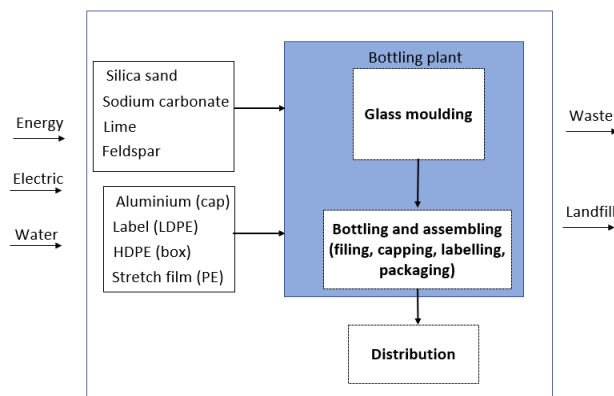 Bottling plant
Silica sand
Sodium carbonate
Lime
Feldspar
Glass moulding
Energy
Electric
Water
Waste
Landfill
Aluminium (cap)
Label (LDPE)
HDPE (box)
Stretch film (PE)
Bottling and assembling
(filing, capping, labelling,
packaging)
Distribution